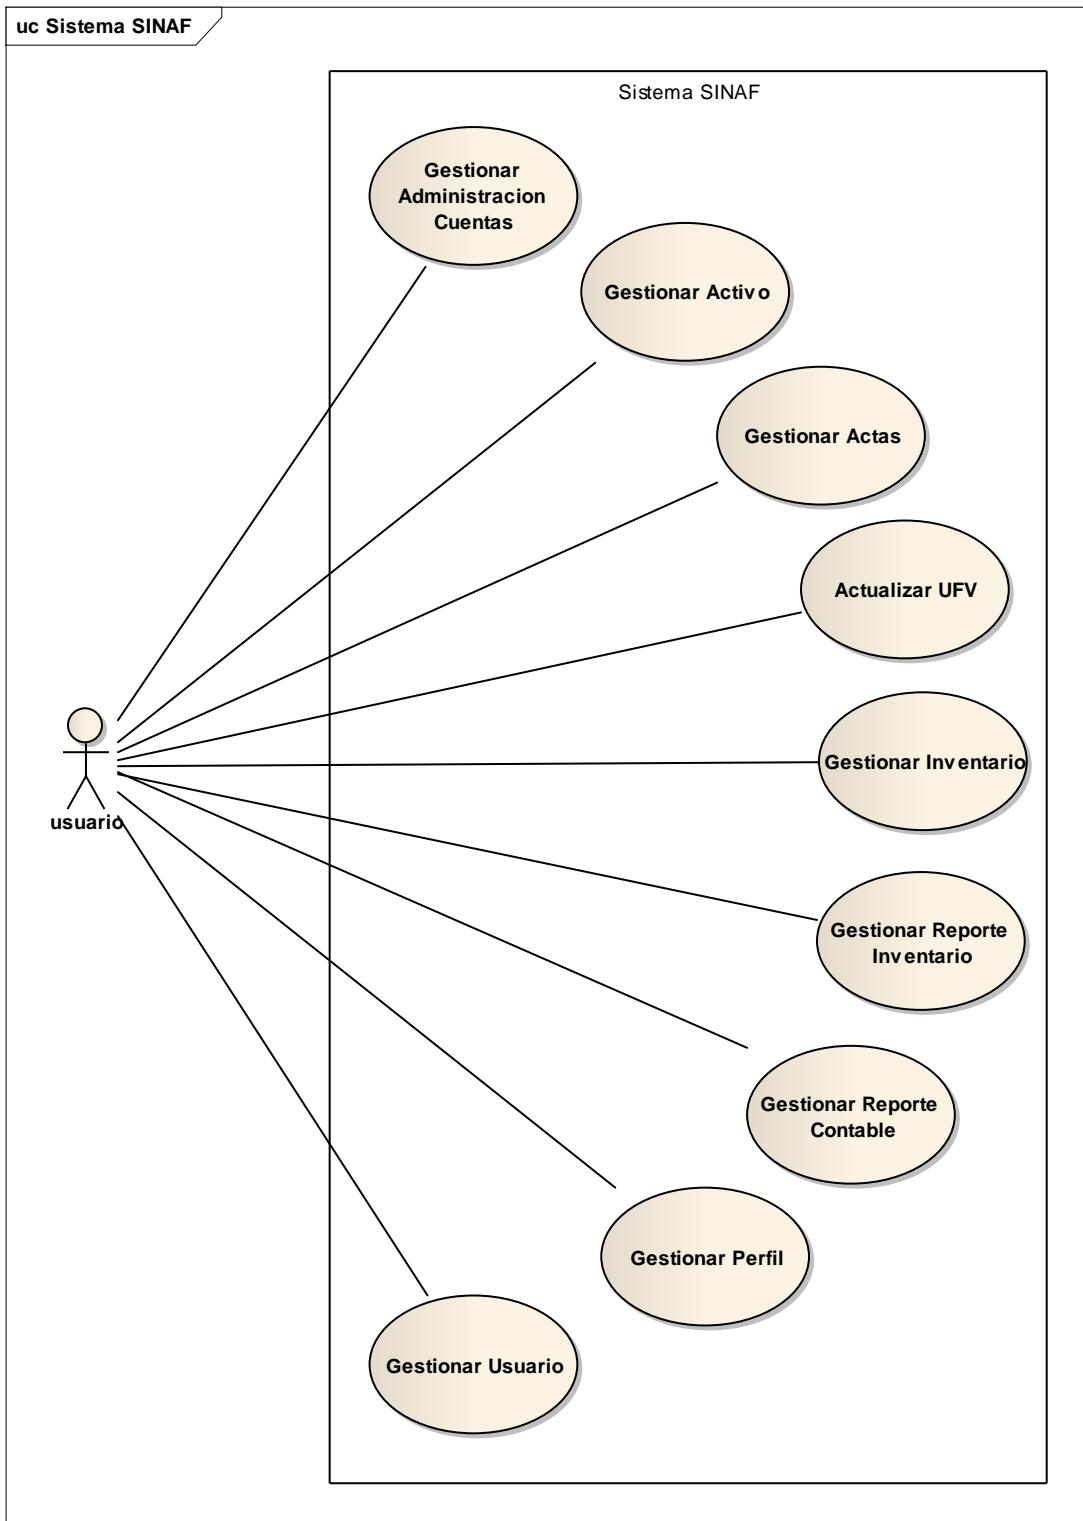 uc Sistema SINAF
Sistema SINAF
Gestionar
Administracion
Cuentas
Gestionar Activo
Gestionar Actas
Actualizar UFV
Gestionar Inventario
usuario
Gestionar Reporte
Inventario
Gestionar Reporte
Contable
Gestionar Perfil
Gestionar Usuario